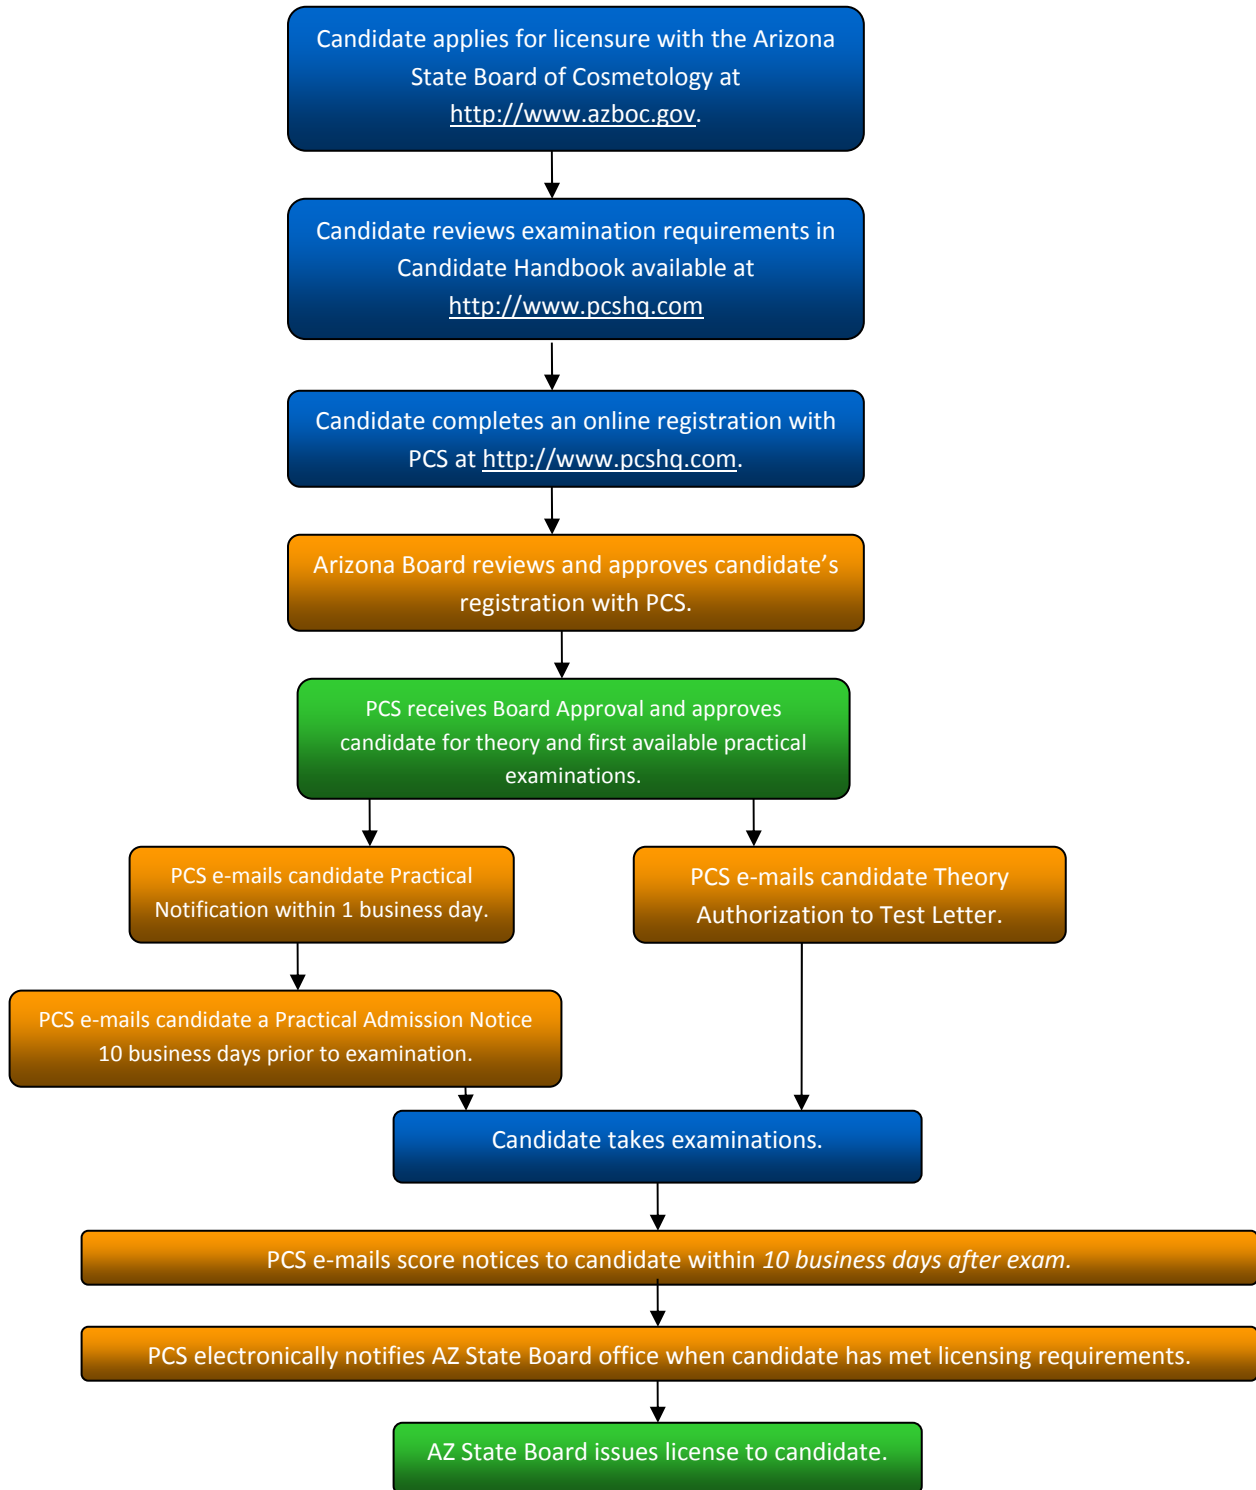 Candidate applies for licensure with the Arizona
State Board of Cosmetology at
http://www.azboc.gov.
Candidate reviews examination requirements in
Candidate Handbook available at
http://www.pcshq.com
Candidate completes an online registration with
PCS at http://www.pcshq.com.
Arizona Board reviews and approves candidate’s
registration with PCS.
PCS receives Board Approval and approves
candidate for theory and first available practical
examinations.
PCS e-mails candidate Practical
Notification within 1 business day.
PCS e-mails candidate Theory
Authorization to Test Letter.
PCS e-mails candidate a Practical Admission Notice
10 business days prior to examination.
Candidate takes examinations.
PCS e-mails score notices to candidate within 10 business days after exam.
PCS electronically notifies AZ State Board office when candidate has met licensing requirements.
AZ State Board issues license to candidate.